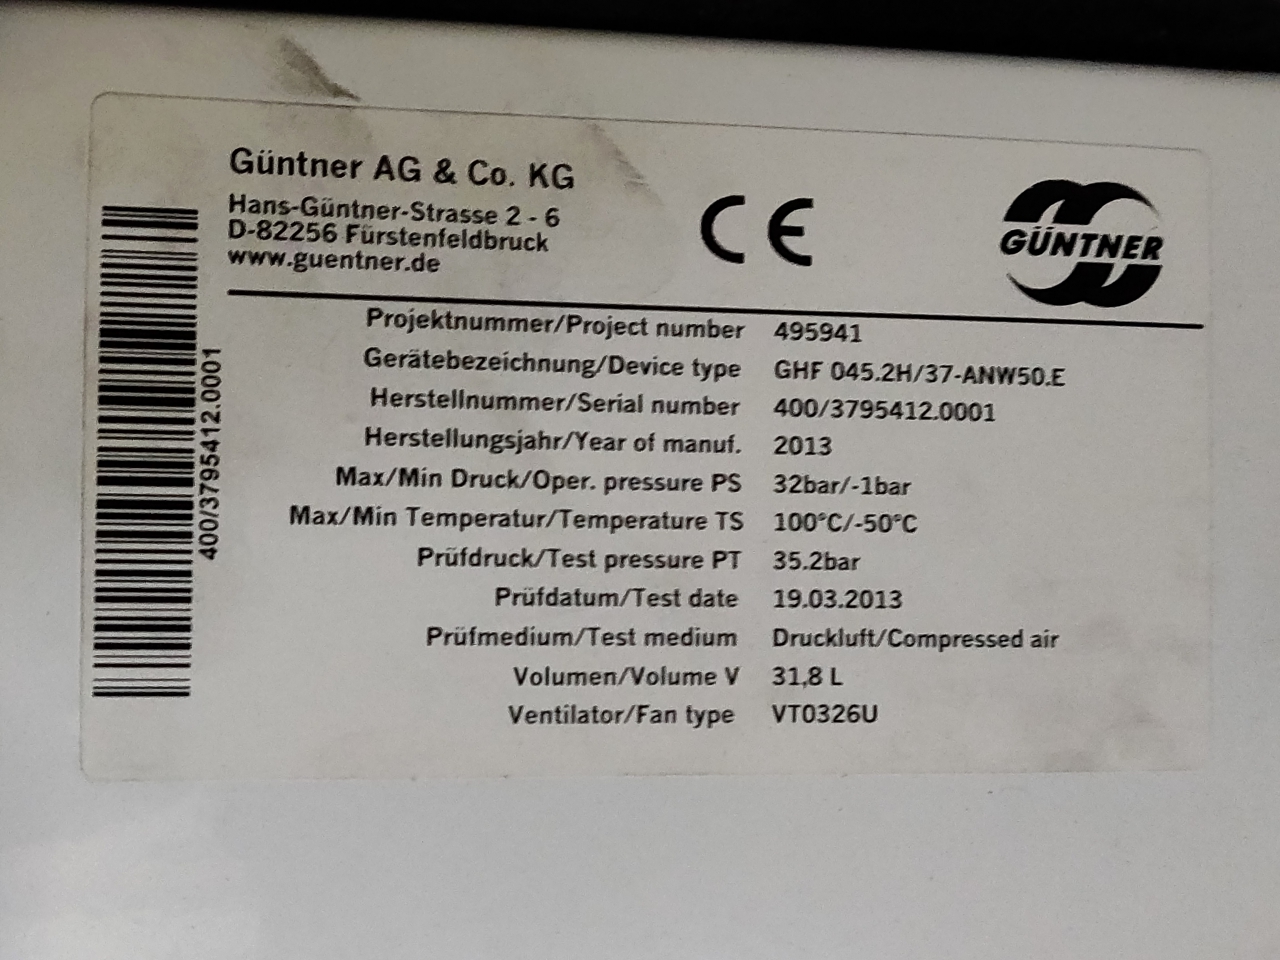 Güntner AG & Co. KG
Hans-Güntner-Strasse 2 - 6
D-82256 Fürstenfeldbruck
www.guentner.de
CE
GÜNTNER
400/3795412.0001
Projektnummer/Project number 495941
Gerätebezeichnung/Device type GHF 045.2H/37-ANW50.E
Herstellnummer/Serial number 400/3795412.0001
Herstellungsjahr/Year of manuf. 2013
Max/Min Druck/Oper. pressure PS 32bar/-1bar
Max/Min Temperatur/Temperature TS 100°C/-50°C
Prüfdruck/Test pressure PT 35.2bar
Prüfdatum/Test date 19.03.2013
Prüfmedium/Test medium Druckluft/Compressed air
Volumen/Volume V 31,8 L
Ventilator/Fan type VT0326U